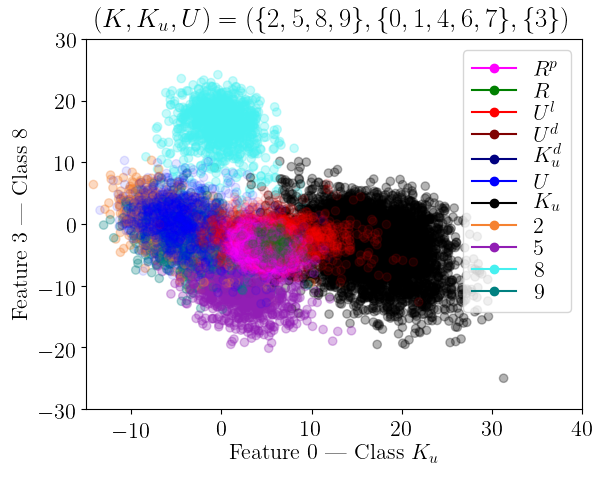 (K, K_u, U) = ({2, 5, 8, 9}, {0, 1, 4, 6, 7}, {3})
30
20
10
0
−10
−20
−30
Feature 3 — Class 8
R^p
R
U^l
U^d
K_u^d
U
K_u
2
5
8
9
−10 0 10 20 30 40
Feature 0 — Class K_u